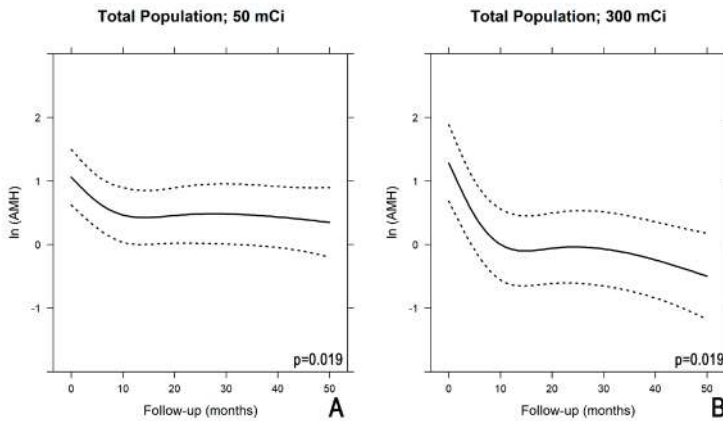 Total Population; 50 mCi
ln (AMH)
2
1
0
-1
p=0.019
0 10 20 30 40 50
Follow-up (months)
A
Total Population; 300 mCi
ln (AMH)
2
1
0
-1
p=0.019
0 10 20 30 40 50
Follow-up (months)
B